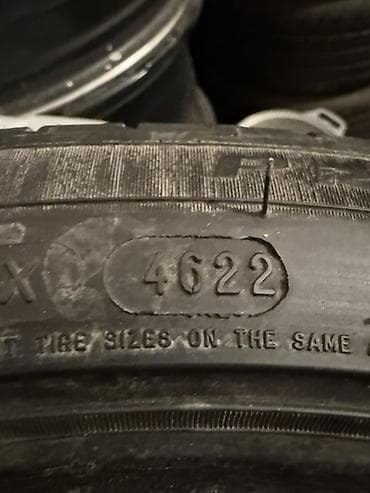 X 4622
T TIRE SIZES ON THE SAME